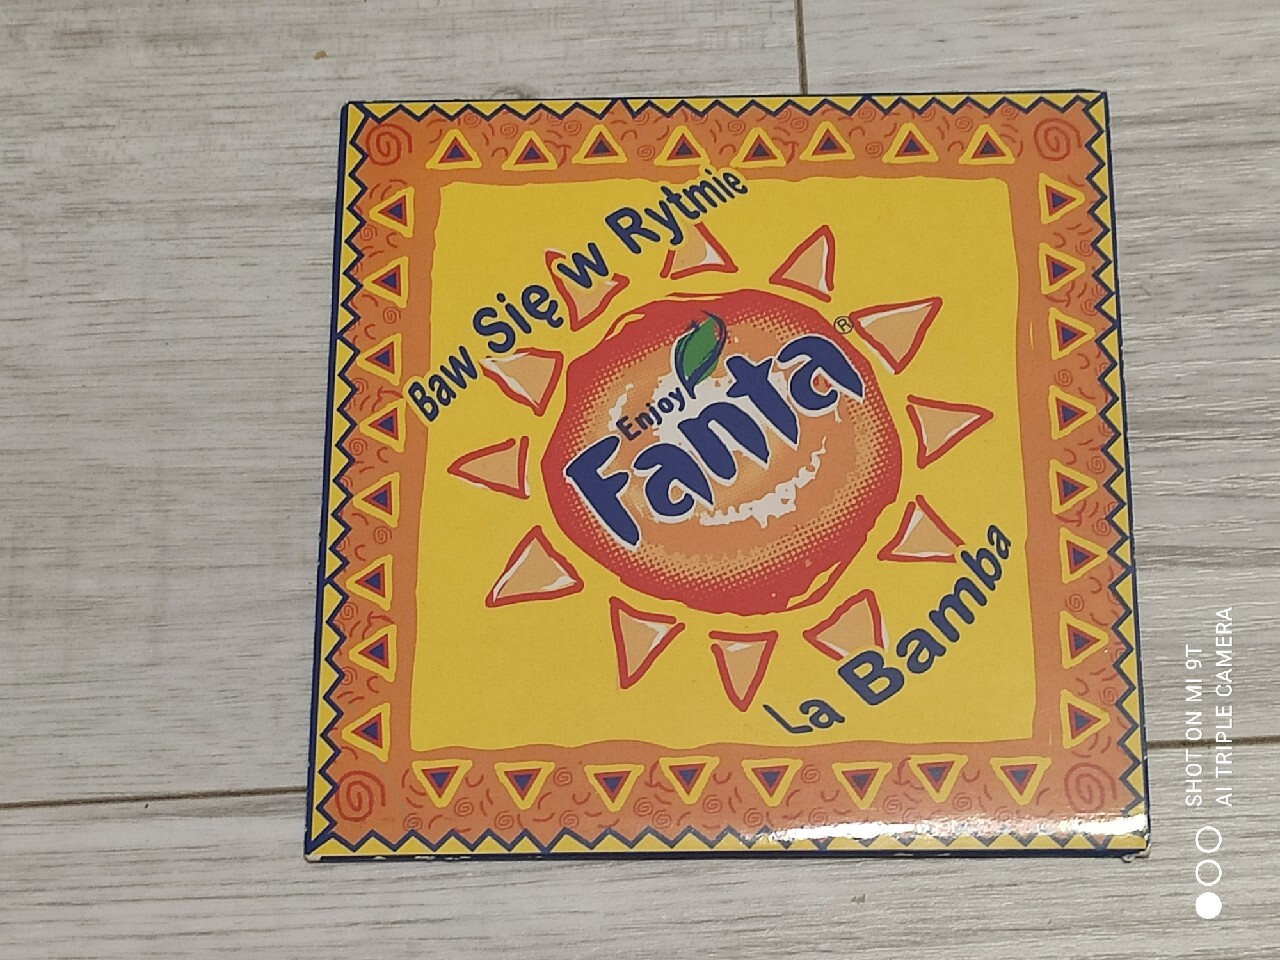 Baw Się w Rytmie
Enjoy
Fanta®
La Bamba
SHOT ON MI 9T
AI TRIPLE CAMERA